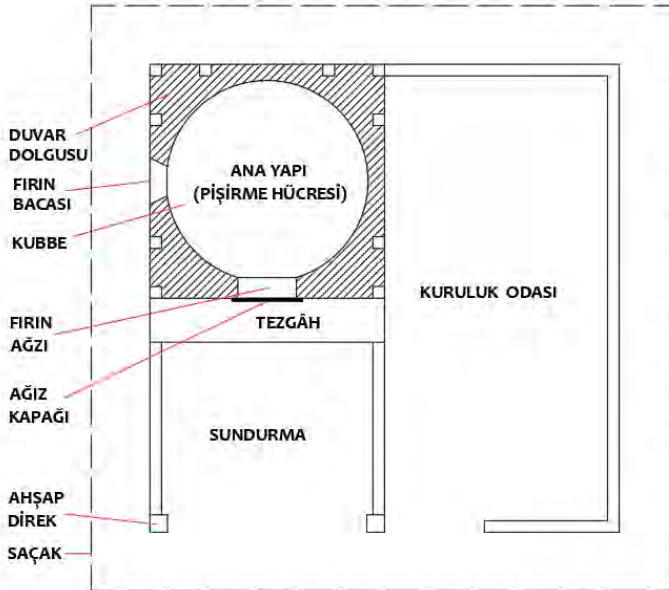 DUVAR
DOLGUSU
FIRIN
BACASI
KUBBE
FIRIN
AĞZI
AĞIZ
KAPAĞI
AHŞAP
DİREK
SAÇAK
ANA YAPI
(PİŞİRME HÜCRESİ)
TEZGÂH
SUNDURMA
KURULUK ODASI